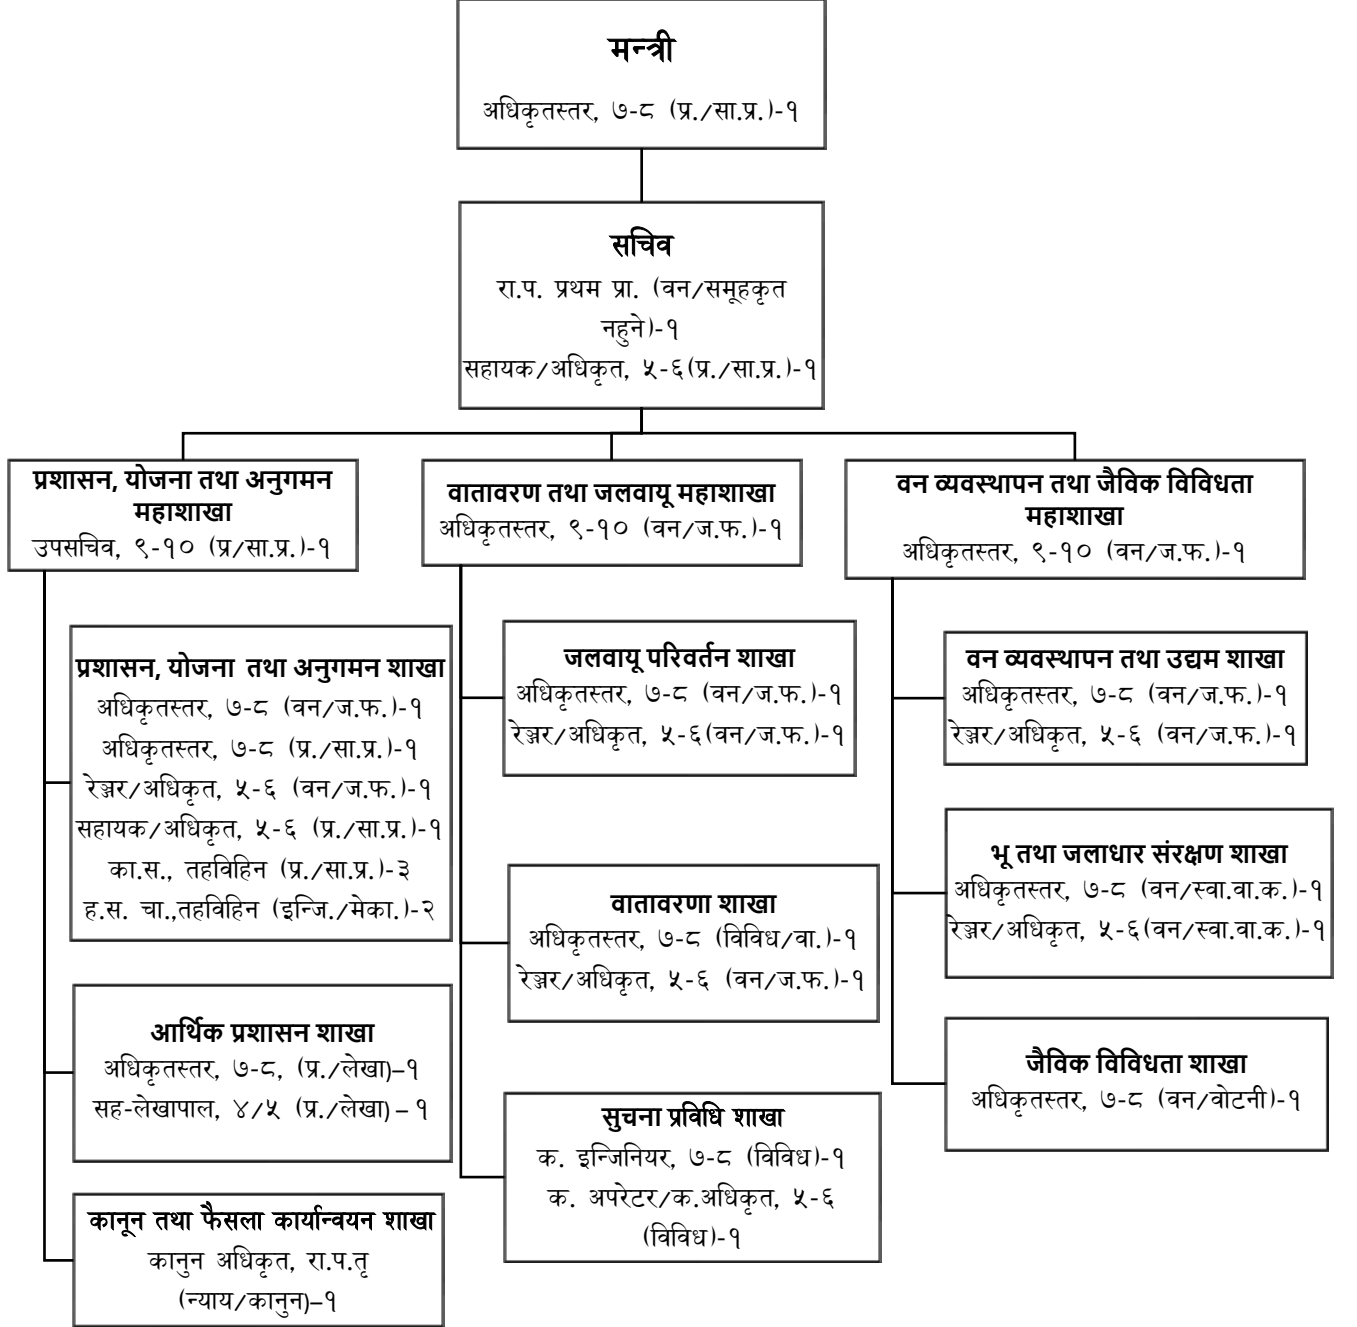 मन्त्री
अधिकृतस्तर, ७-८ (प्र./सा.प्र.)-१
सचिव
रा.प. प्रथम प्रा. (वन/समूहकृत
नहुने)-१
सहायक/अधिकृत, ५-६(प्र./सा.प्र.)-१
प्रशासन, योजना तथा अनुगमन
महाशाखा
उपसचिव, ९-१० (प्र/सा.प्र.)-१
प्रशासन, योजना तथा अनुगमन शाखा
अधिकृतस्तर, ७-८ (वन/ज.फ.)-१
अधिकृतस्तर, ७-८ (प्र./सा.प्र.)-१
रेञ्जर/अधिकृत, ५-६ (वन/ज.फ.)-१
सहायक/अधिकृत, ५-६ (प्र./सा.प्र.)-१
का.स., तहविहिन (प्र./सा.प्र.)-३
ह.स. चा.,तहविहिन (इन्जि./मेका.)-२
आर्थिक प्रशासन शाखा
अधिकृतस्तर, ७-८, (प्र./लेखा)–१
सह-लेखापाल, ४/५ (प्र./लेखा) – १
कानून तथा फैसला कार्यान्वयन शाखा
कानुन अधिकृत, रा.प.तृ
(न्याय/कानुन)–१
वातावरण तथा जलवायू महाशाखा
अधिकृतस्तर, ९-१० (वन/ज.फ.)-१
जलवायू परिवर्तन शाखा
अधिकृतस्तर, ७-८ (वन/ज.फ.)-१
रेञ्जर/अधिकृत, ५-६(वन/ज.फ.)-१
वातावरणा शाखा
अधिकृतस्तर, ७-८ (विविध/वा.)-१
रेञ्जर/अधिकृत, ५-६ (वन/ज.फ.)-१
सुचना प्रविधि शाखा
क. इन्जिनियर, ७-८ (विविध)-१
क. अपरेटर/क.अधिकृत, ५-६
(विविध)-१
वन व्यवस्थापन तथा जैविक विविधता
महाशाखा
अधिकृतस्तर, ९-१० (वन/ज.फ.)-१
वन व्यवस्थापन तथा उद्यम शाखा
अधिकृतस्तर, ७-८ (वन/ज.फ.)-१
रेञ्जर/अधिकृत, ५-६ (वन/ज.फ.)-१
भू तथा जलाधार संरक्षण शाखा
अधिकृतस्तर, ७-८ (वन/स्वा.वा.क.)-१
रेञ्जर/अधिकृत, ५-६(वन/स्वा.वा.क.)-१
जैविक विविधता शाखा
अधिकृतस्तर, ७-८ (वन/वोटनी)-१